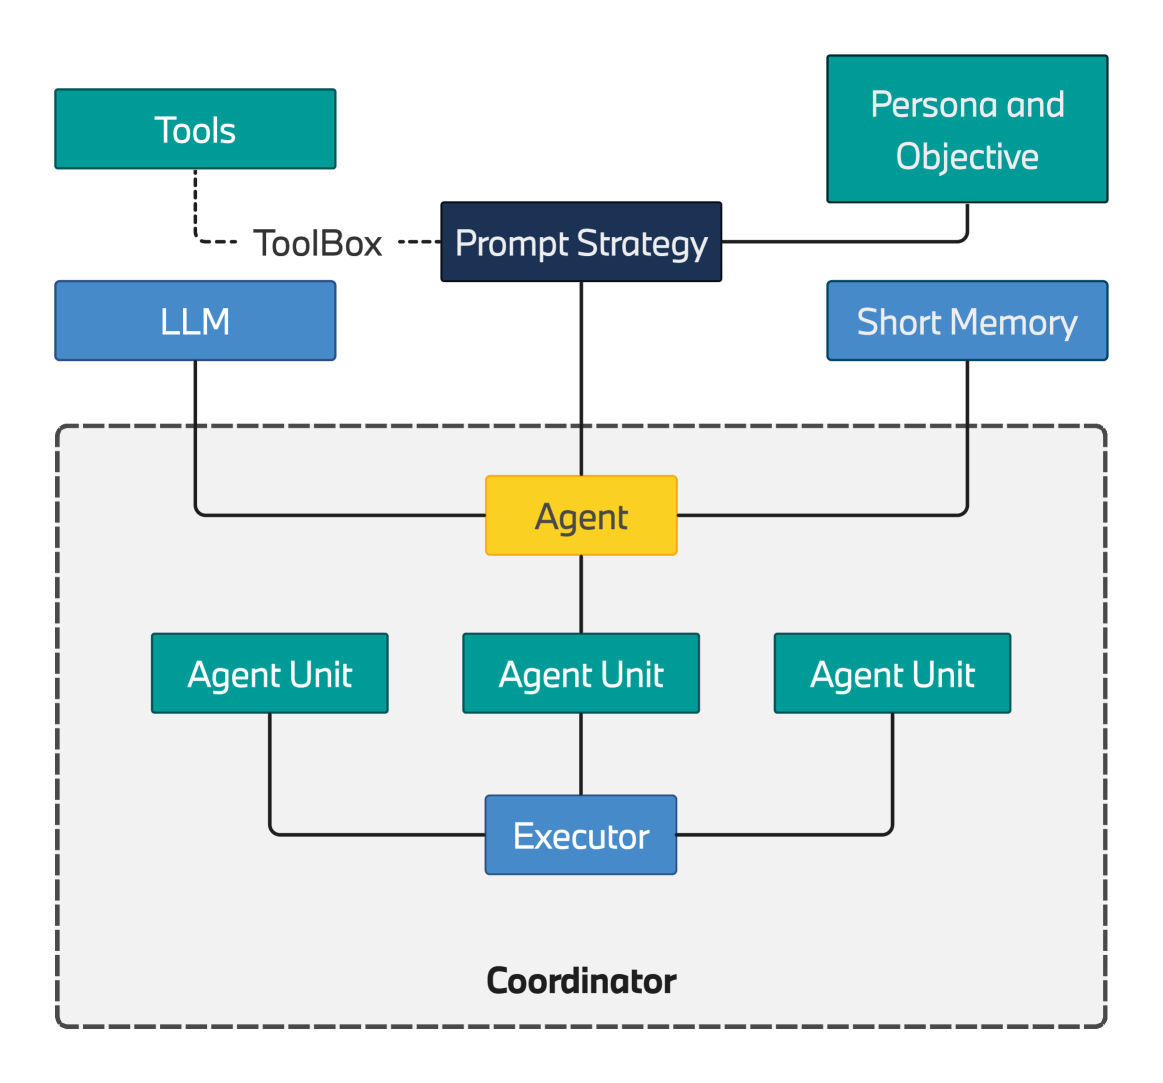 Tools
Persona and
Objective
ToolBox
Prompt Strategy
LLM
Short Memory
Agent
Agent Unit
Agent Unit
Agent Unit
Executor
Coordinator